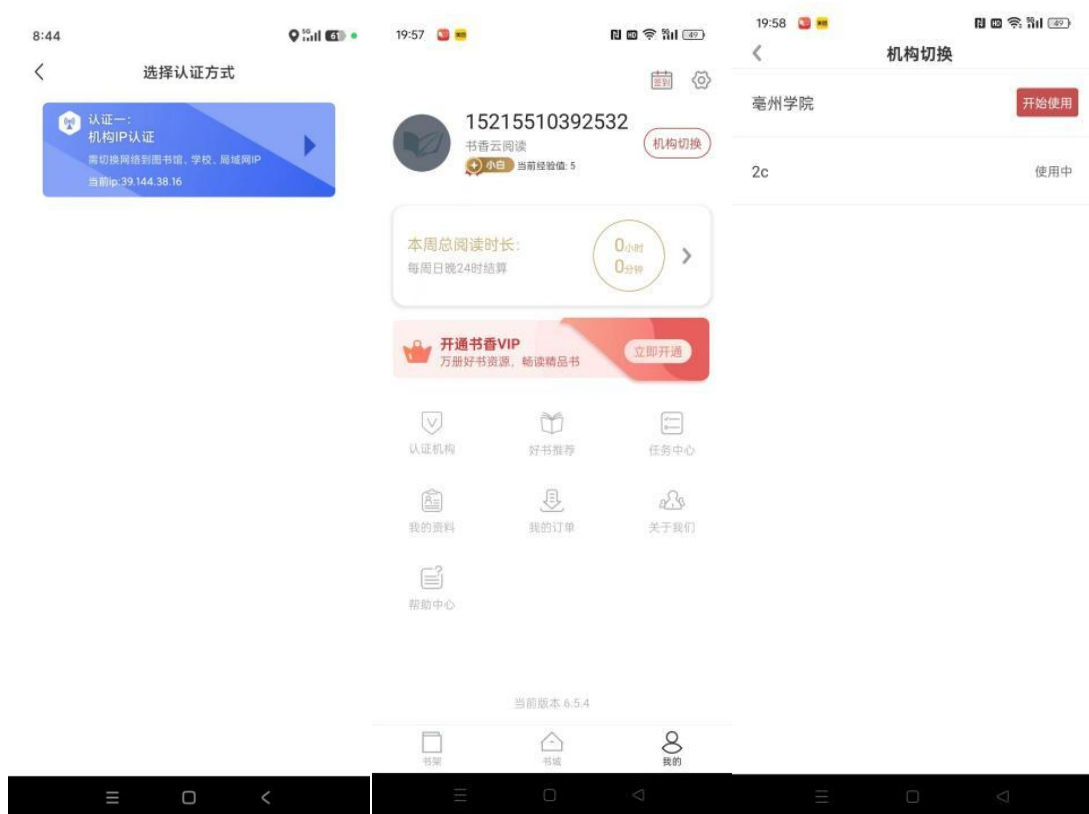 8:44
选择认证方式
认证一:
机构IP认证
需切换网络到图书馆、学校、局域网IP
当前ip:39.144.38.16
19:57
签到
15215510392532
书香云阅读
小白 当前经验值: 5
机构切换
本周总阅读时长:
每周日晚24时结算
0小时
0分钟
开通书香VIP
万册好书资源，畅读精品书
立即开通
认证机构
好书推荐
任务中心
我的资料
我的订单
关于我们
帮助中心
当前版本 6.5.4
书架
书城
我的
19:58
机构切换
亳州学院
开始使用
2c
使用中